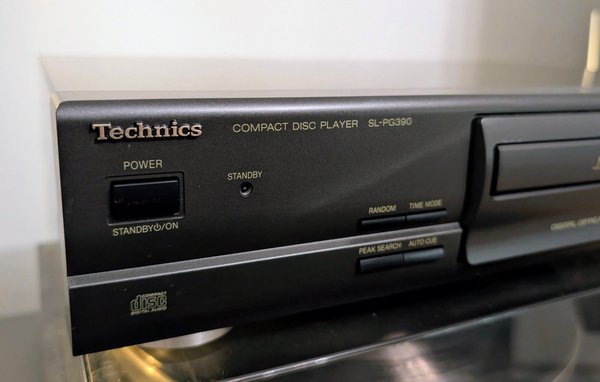 Technics
COMPACT DISC PLAYER SL-PG390
POWER
STANDBY⏻/ON
STANDBY
RANDOM TIME MODE
PEAK SEARCH AUTO CUE
COMPACT
disc
DIGITAL AUDIO
DIGITAL